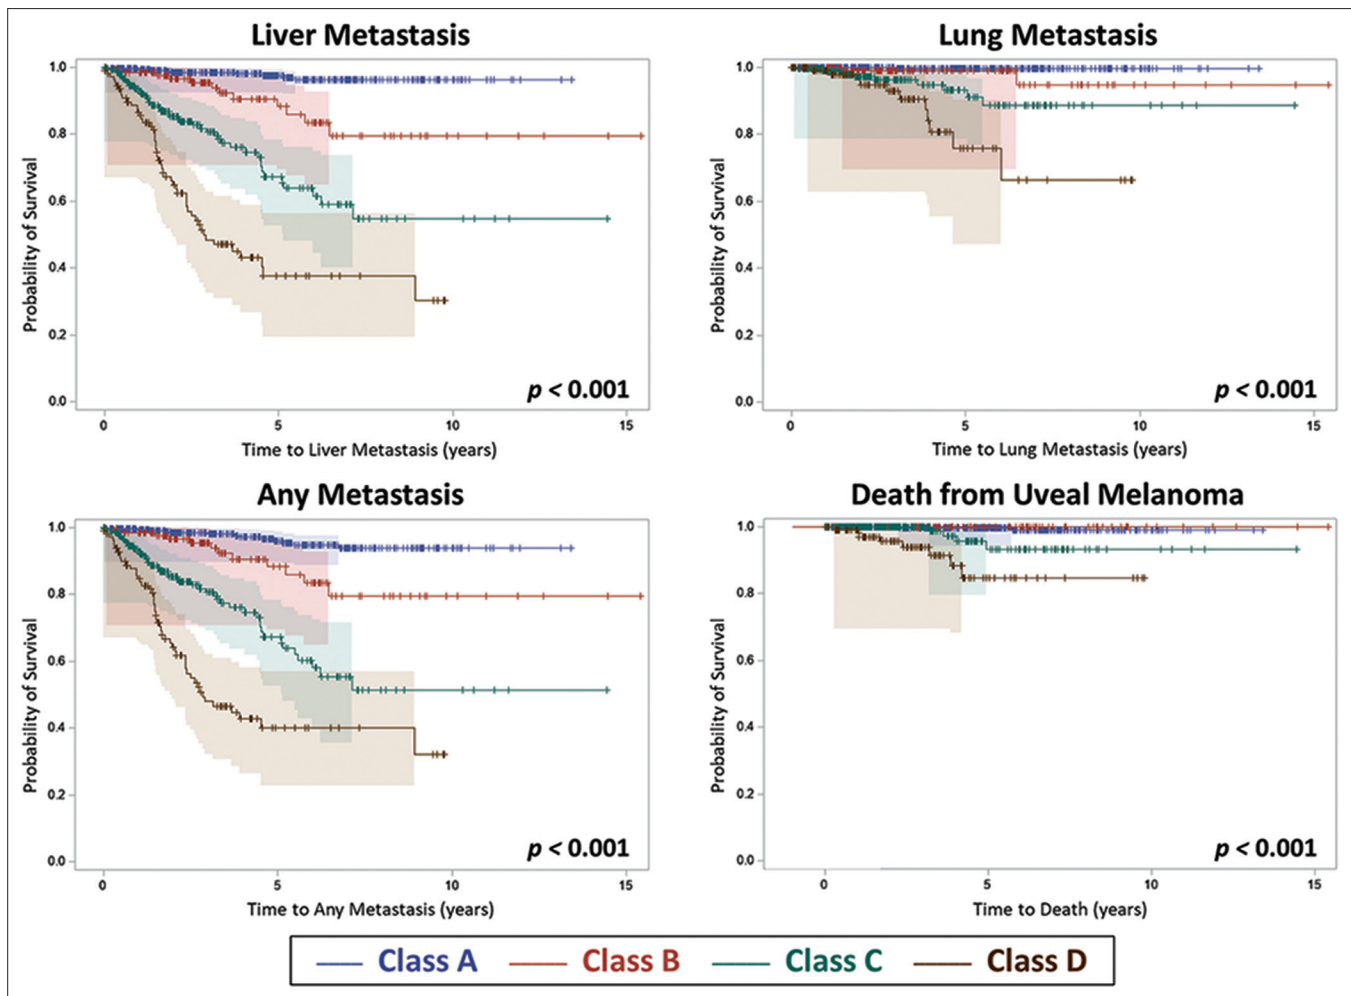 Liver Metastasis
1.0
0.8
0.6
0.4
0.2
0.0
Probability of Survival
p < 0.001
0 5 10 15
Time to Liver Metastasis (years)
Lung Metastasis
1.0
0.8
0.6
0.4
0.2
0.0
Probability of Survival
p < 0.001
0 5 10 15
Time to Lung Metastasis (years)
Any Metastasis
1.0
0.8
0.6
0.4
0.2
0.0
Probability of Survival
p < 0.001
0 5 10 15
Time to Any Metastasis (years)
Death from Uveal Melanoma
1.0
0.8
0.6
0.4
0.2
0.0
Probability of Survival
p < 0.001
0 5 10 15
Time to Death (years)
Class A Class B Class C Class D